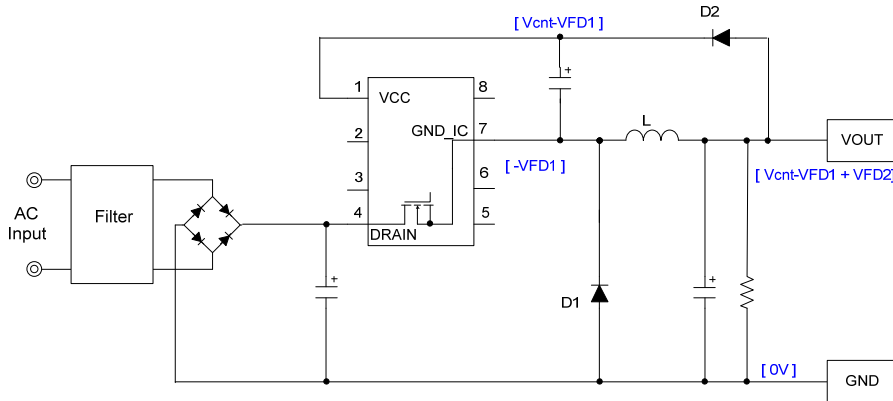 [ Vcnt-VFD1]
D2
1
VCC
8
+
2
GND_IC
7
L
VOUT
[ -VFD1]
[ Vcnt-VFD1 + VFD2]
3
6
AC
Input
Filter
4
5
DRAIN
+
D1
+
[ 0V ]
GND